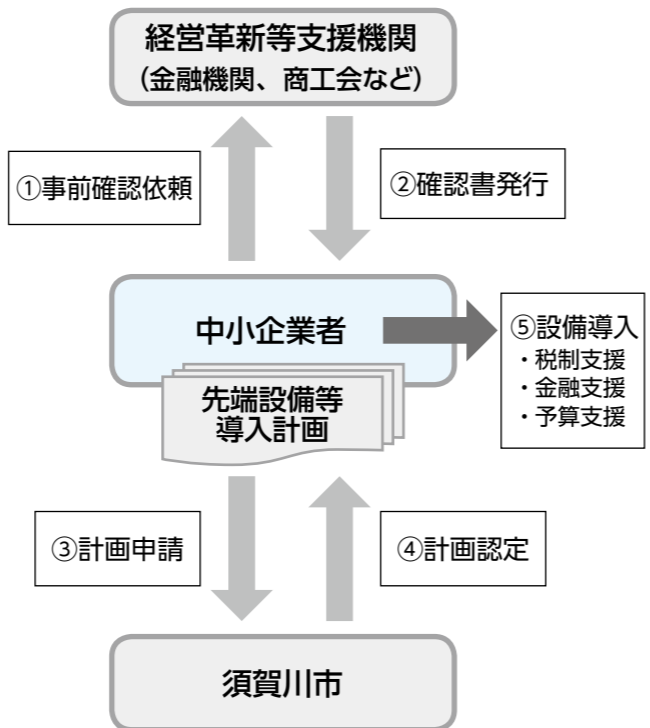 経営革新等支援機関
(金融機関、商工会など)
①事前確認依頼
②確認書発行
中小企業者
⑤設備導入
・税制支援
・金融支援
・予算支援
先端設備等
導入計画
③計画申請
④計画認定
須賀川市